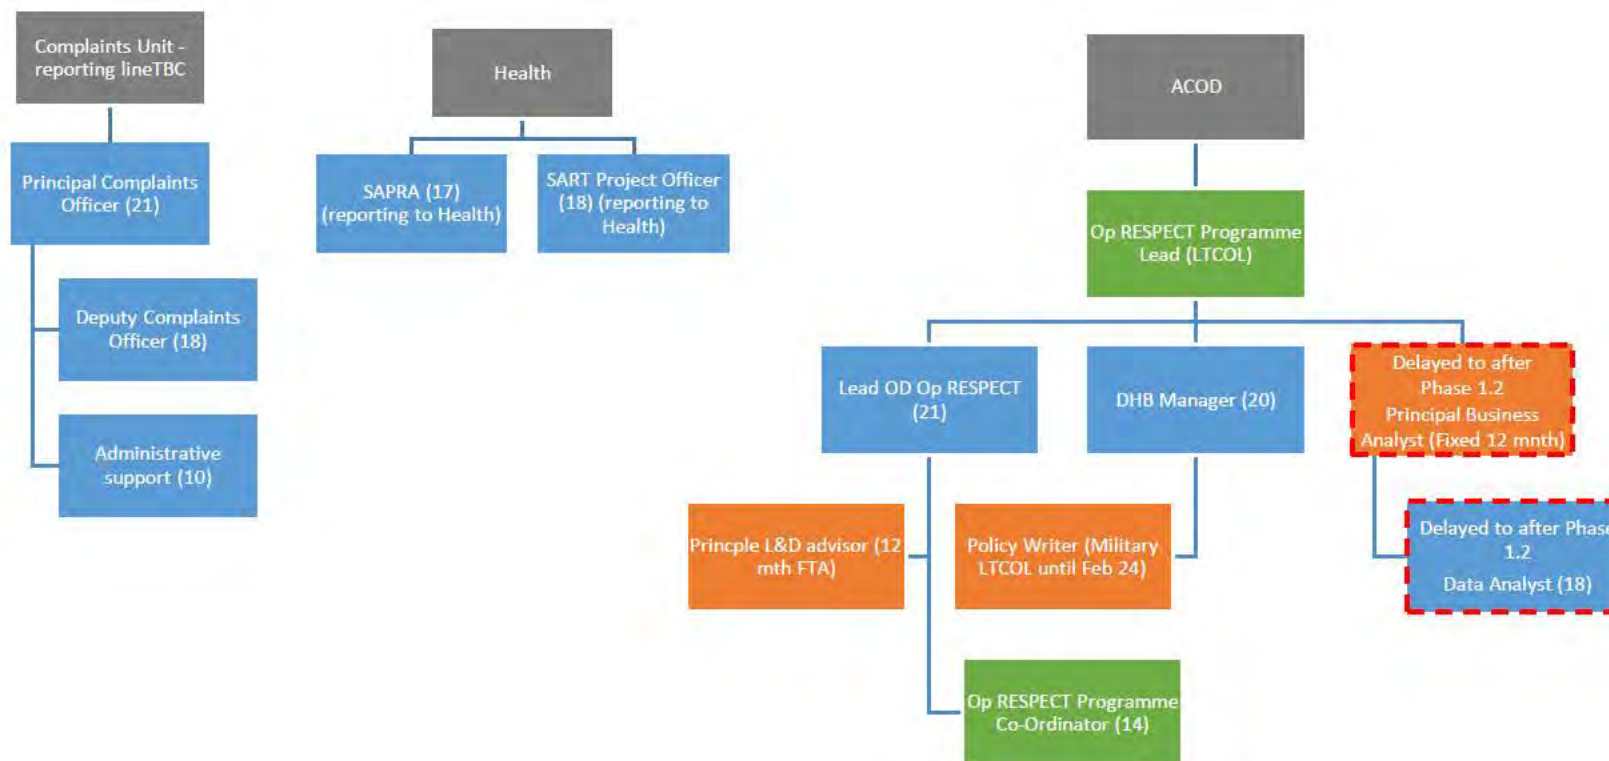 Complaints Unit -
reporting lineTBC
Principal Complaints
Officer (21)
Deputy Complaints
Officer (18)
Administrative
support (10)
Health
SAPRA (17)
(reporting to Health)
SART Project Officer
(18) (reporting to
Health)
ACOD
Op RESPECT Programme
Lead (LTCOL)
Lead OD Op RESPECT
(21)
DHB Manager (20)
Delayed to after
Phase 1.2
Principal Business
Analyst (Fixed 12 mnth)
Princple L&D advisor (12
mth FTA)
Policy Writer (Military
LTCOL until Feb 24)
Delayed to after Phase
1.2
Data Analyst (18)
Op RESPECT Programme
Co-Ordinator (14)